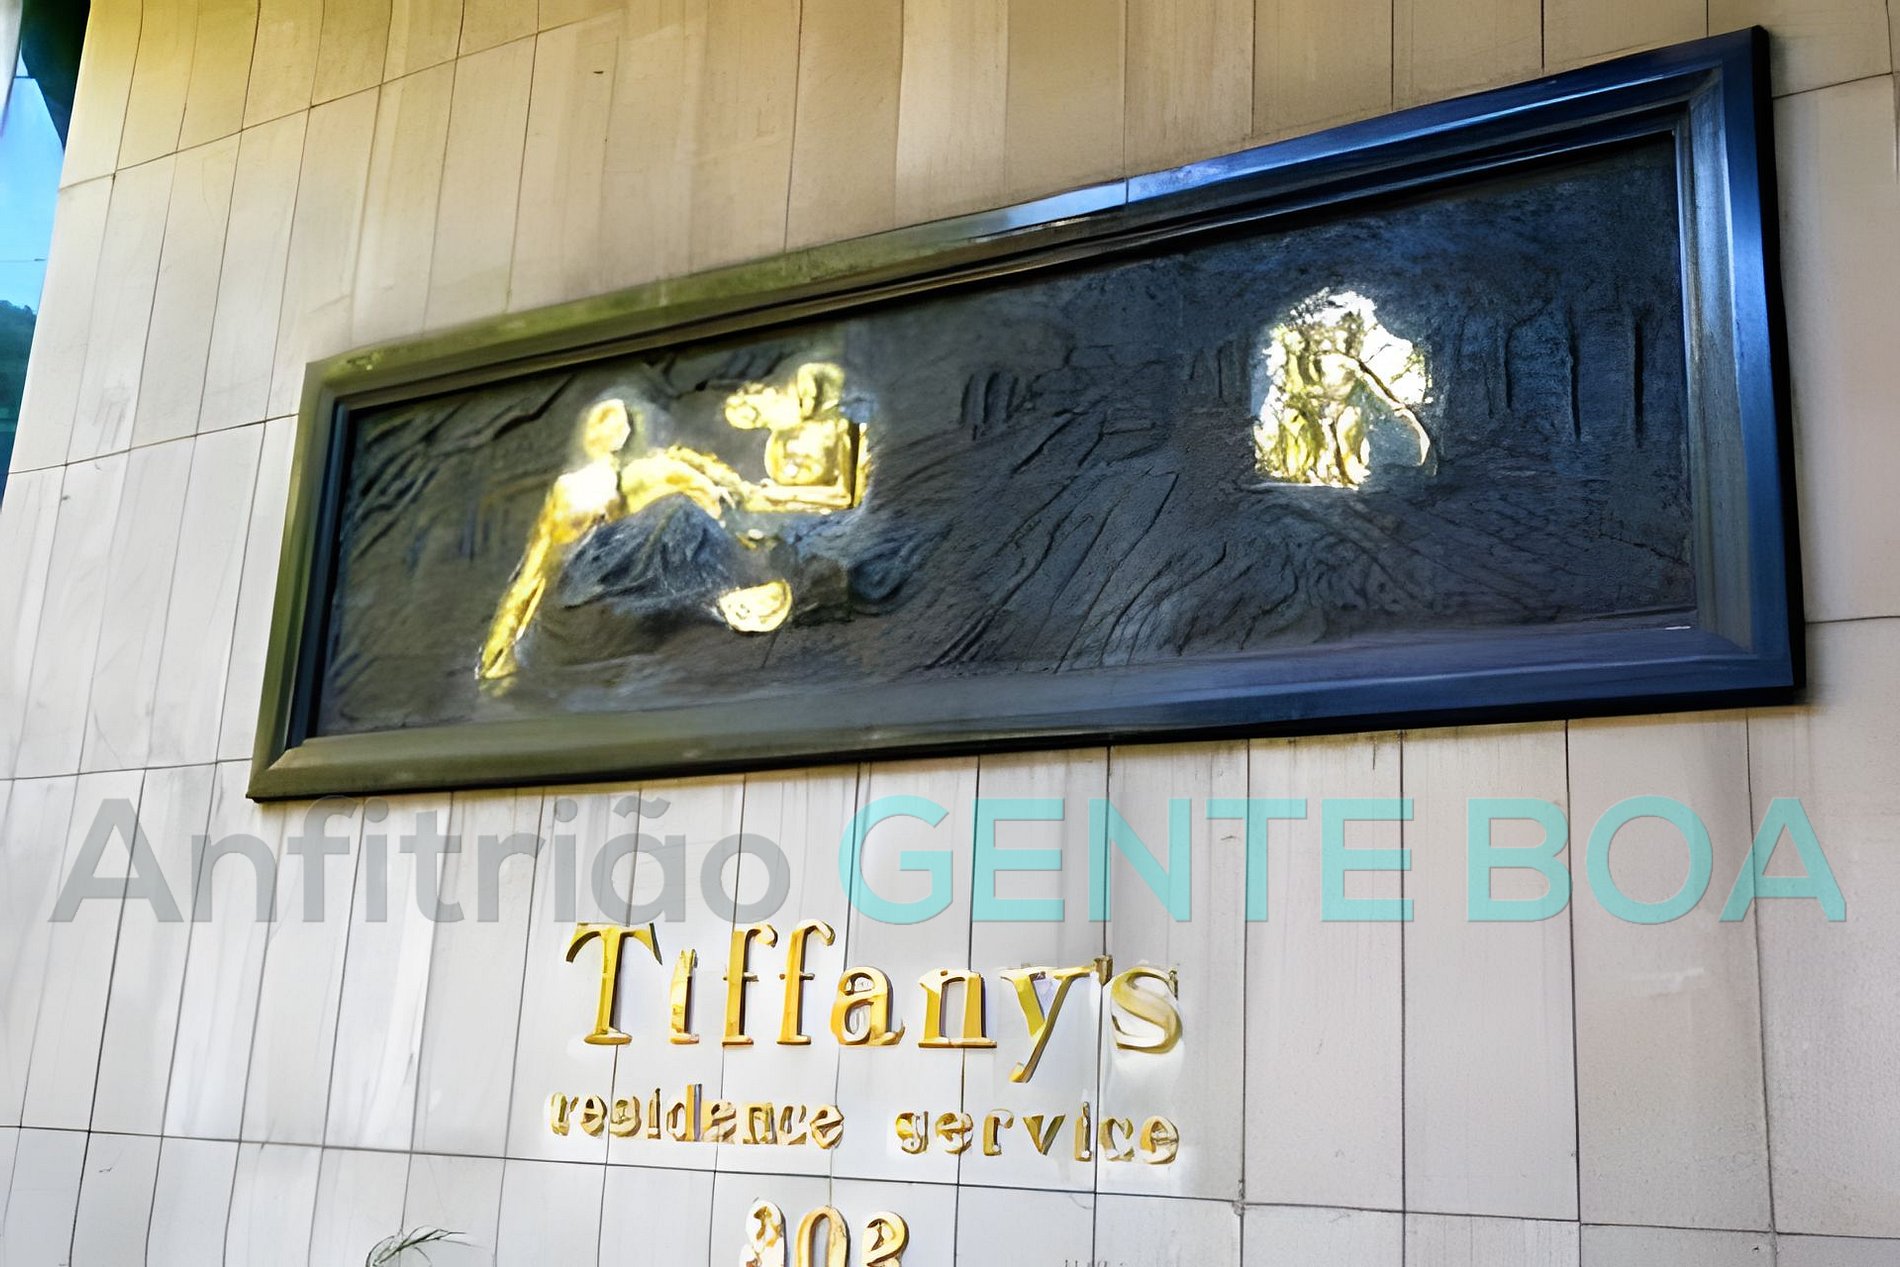 Anfitrião GENTE BOA
Tiffany's
residence service